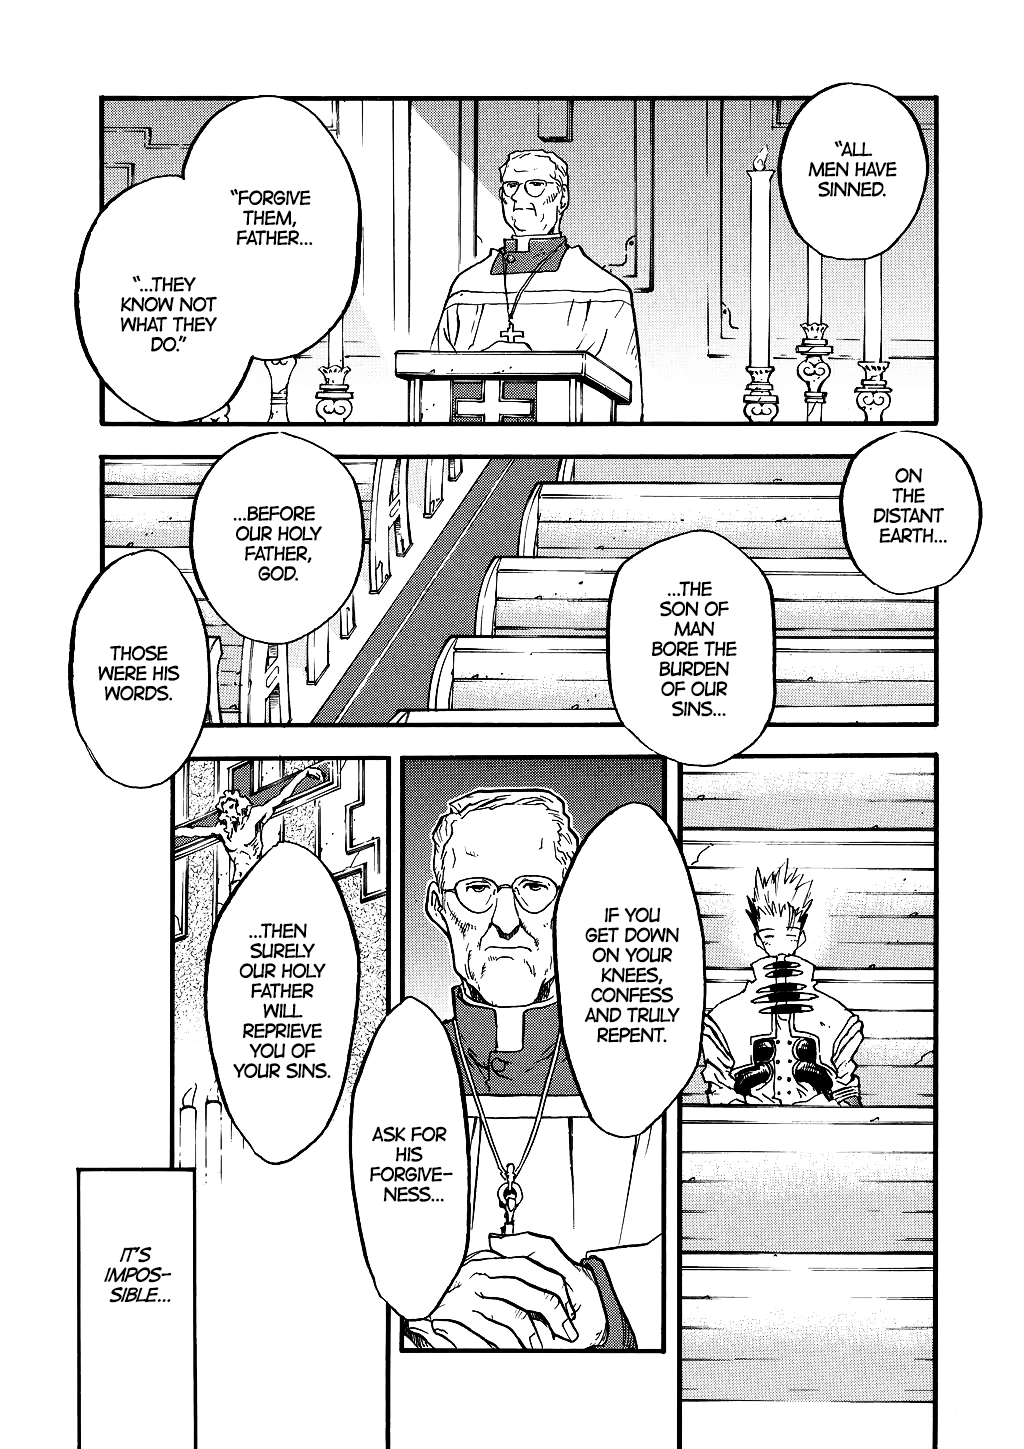 "ALL
MEN HAVE
SINNED.
"FORGIVE
THEM,
FATHER...
"...THEY
KNOW NOT
WHAT THEY
DO."
ON
THE
DISTANT
EARTH...
...THE
SON OF
MAN
BORE THE
BURDEN
OF OUR
SINS...
...BEFORE
OUR HOLY
FATHER,
GOD.
THOSE
WERE HIS
WORDS.
IF YOU
GET DOWN
ON YOUR
KNEES,
CONFESS
AND TRULY
REPENT.
ASK FOR
HIS
FORGIVE-
NESS...
...THEN
SURELY
OUR HOLY
FATHER
WILL
REPRIEVE
YOU OF
YOUR SINS.
IT'S
IMPOS-
SIBLE...